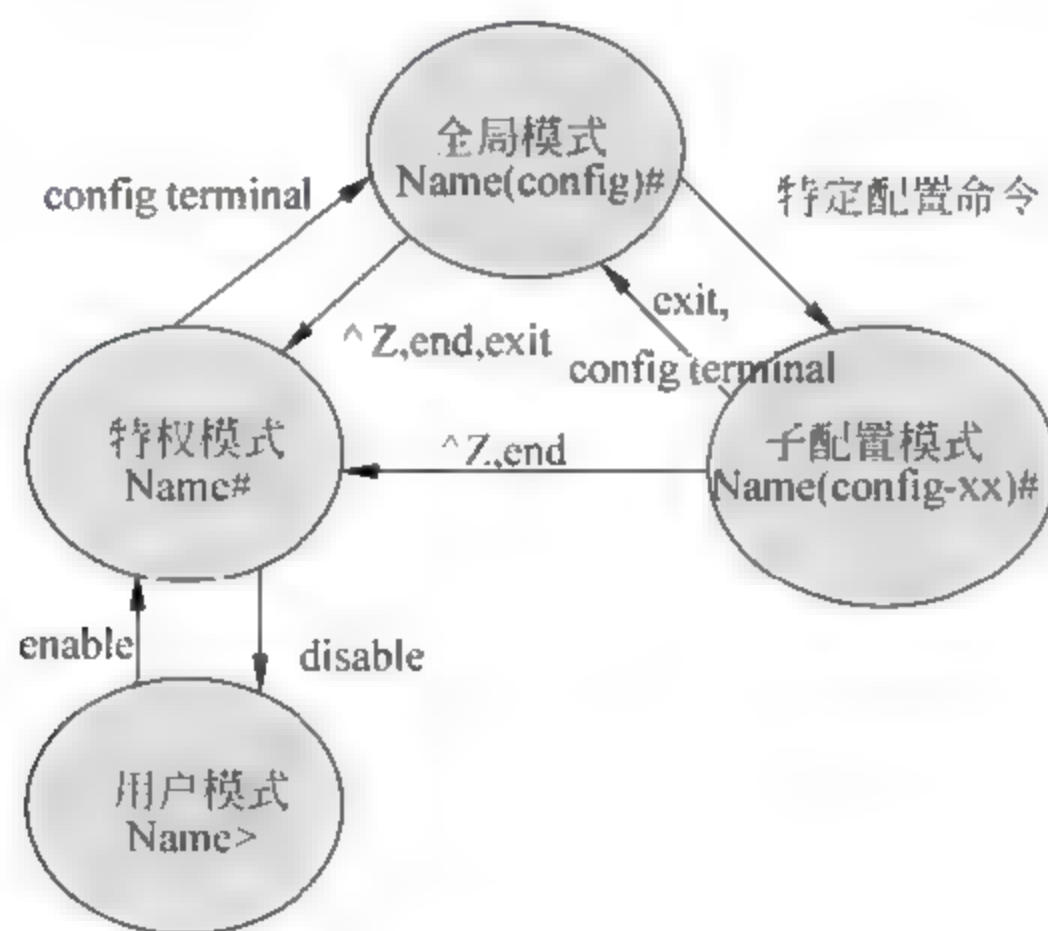 全局模式
Name(config)#
config terminal
特定配置命令
exit,
^Z,end,exit
config terminal
特权模式
Name#
^Z,end
子配置模式
Name(config-xx)#
enable
disable
用户模式
Name>